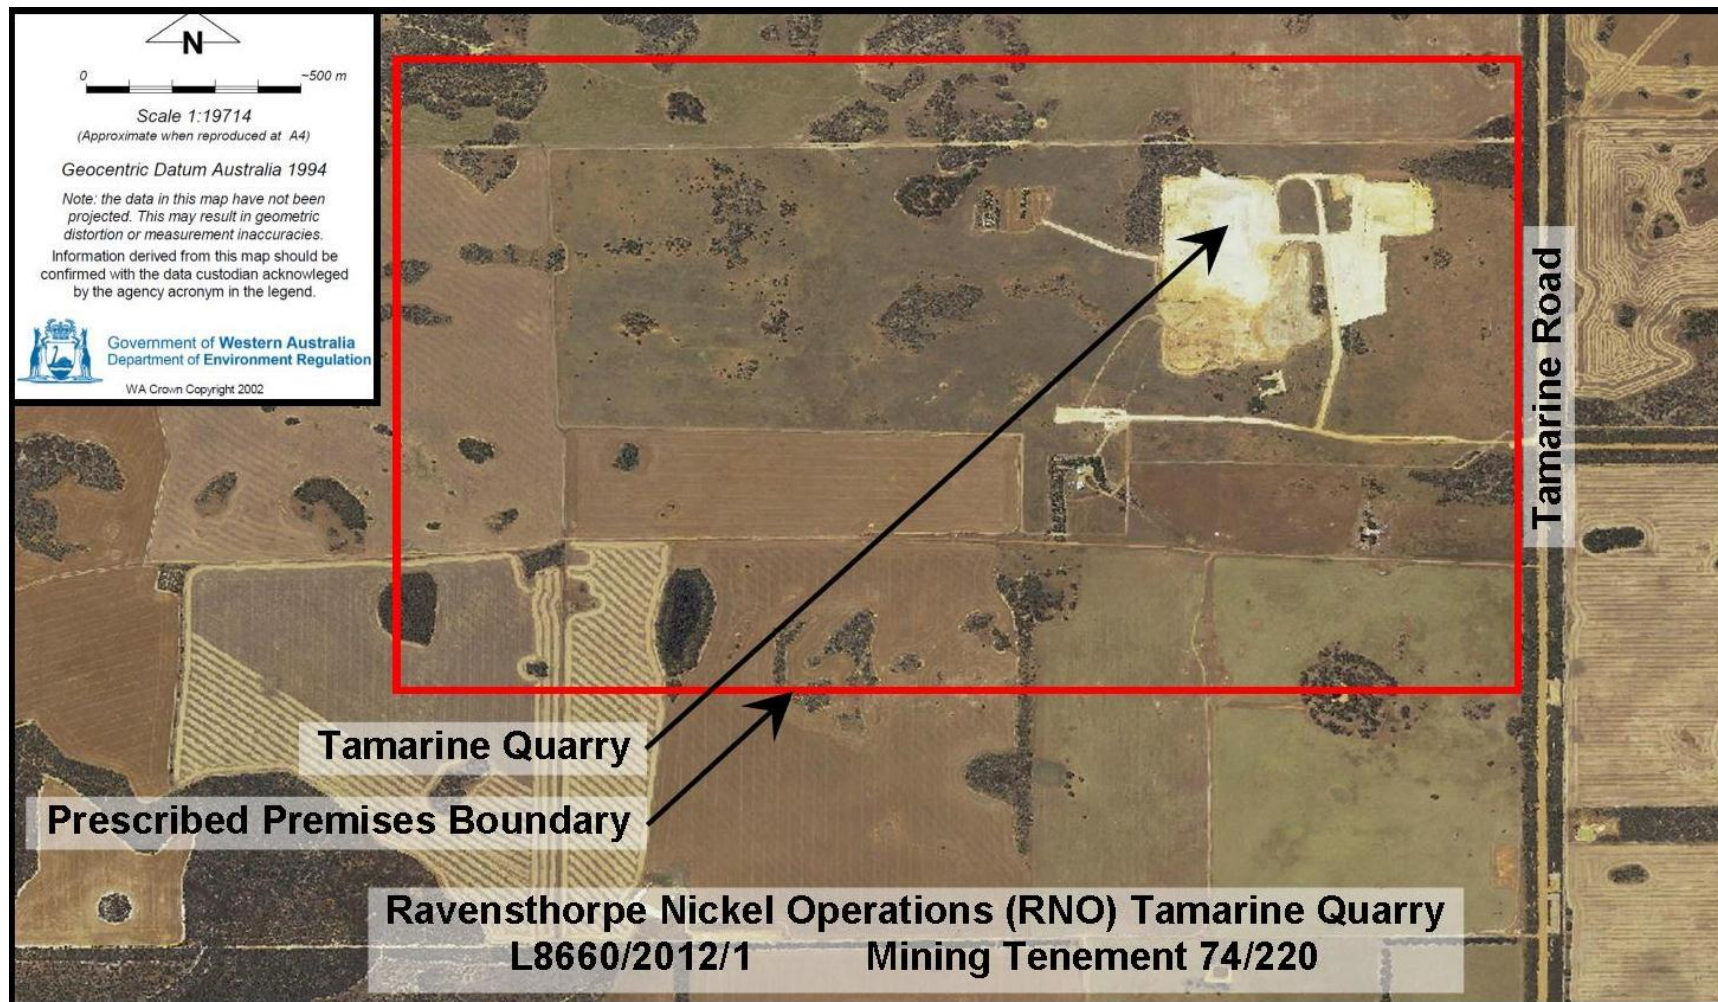 N
0 ~500 m
Scale 1:19714
(Approximate when reproduced at A4)
Geocentric Datum Australia 1994
Note: the data in this map have not been
projected. This may result in geometric
distortion or measurement inaccuracies.
Information derived from this map should be
confirmed with the data custodian acknowleged
by the agency acronym in the legend.
Government of Western Australia
Department of Environment Regulation
WA Crown Copyright 2002
Tamarine Road
Tamarine Quarry
Prescribed Premises Boundary
Ravensthorpe Nickel Operations (RNO) Tamarine Quarry
L8660/2012/1 Mining Tenement 74/220